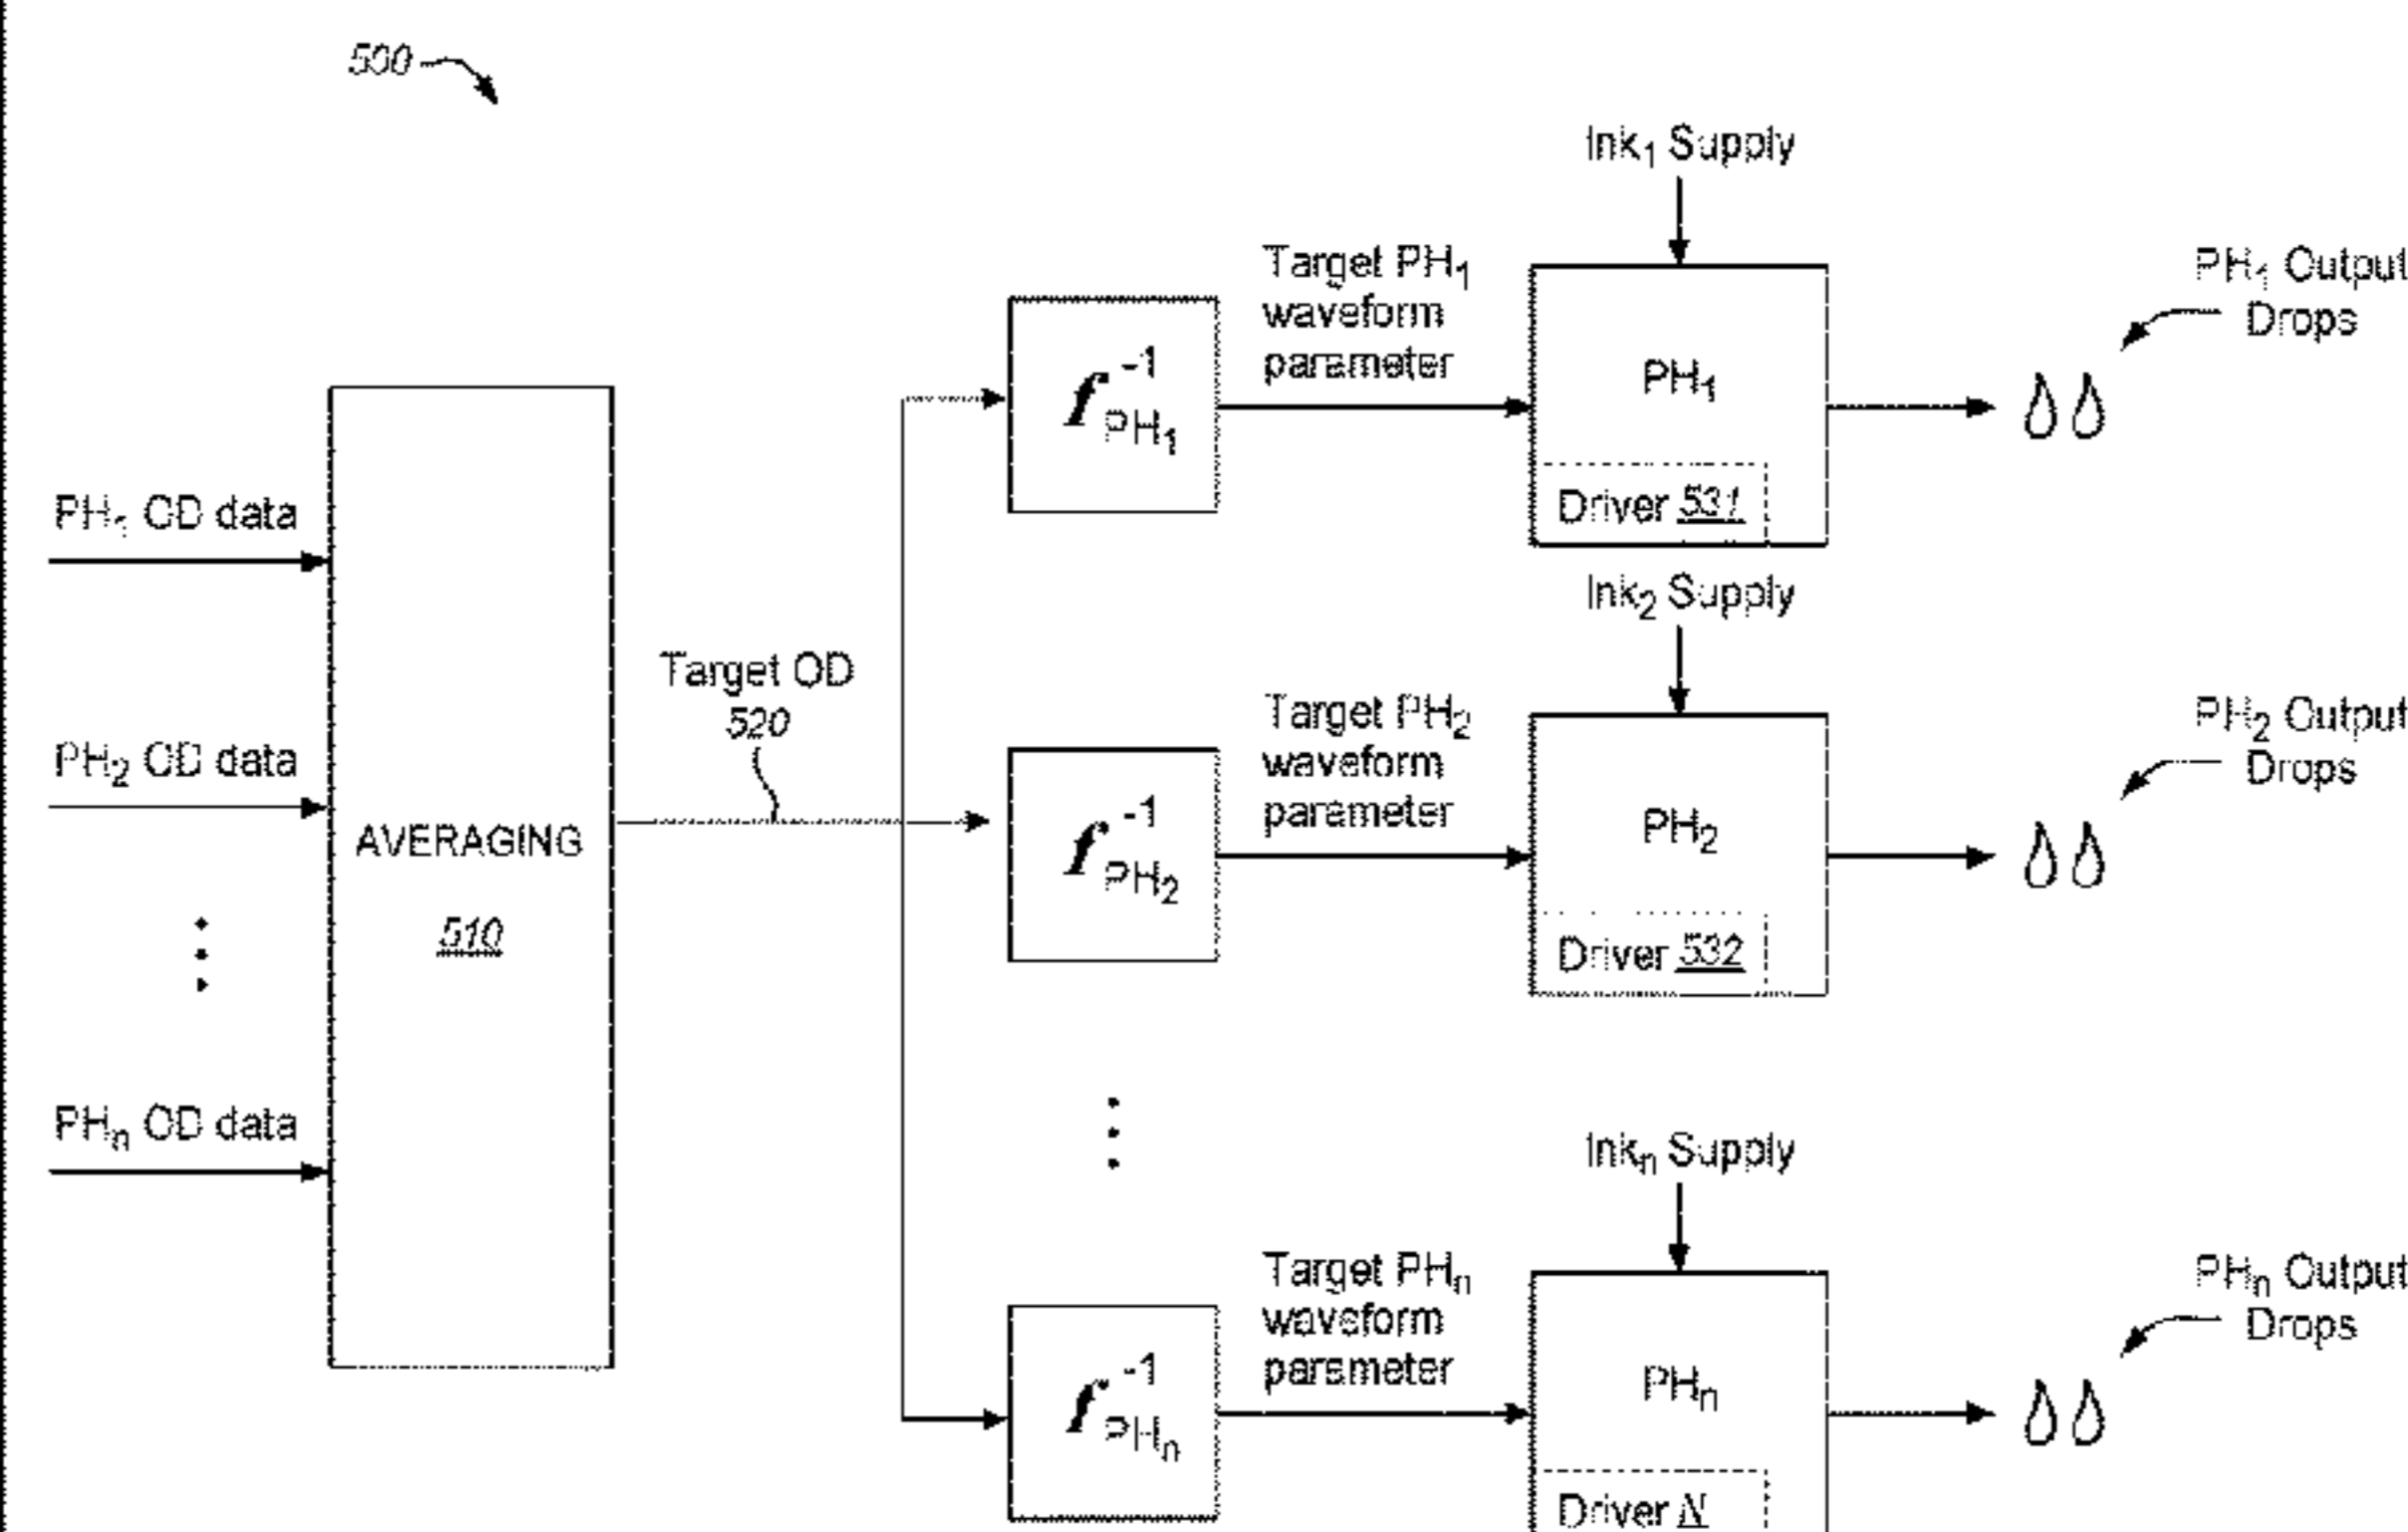 500
Ink₁ Supply
Target PH₁
waveform
parameter
PH₁ Output
Drops
f⁻¹PH₁
PH₁
Driver 531
PH₁ OD data
Ink₂ Supply
Target OD
520
Target PH₂
waveform
parameter
PH₂ Output
Drops
PH₂ OD data
f⁻¹PH₂
PH₂
AVERAGING
510
Driver 532
PHₙ OD data
Inkₙ Supply
Target PHₙ
waveform
parameter
PHₙ Output
Drops
f⁻¹PHₙ
PHₙ
Driver N